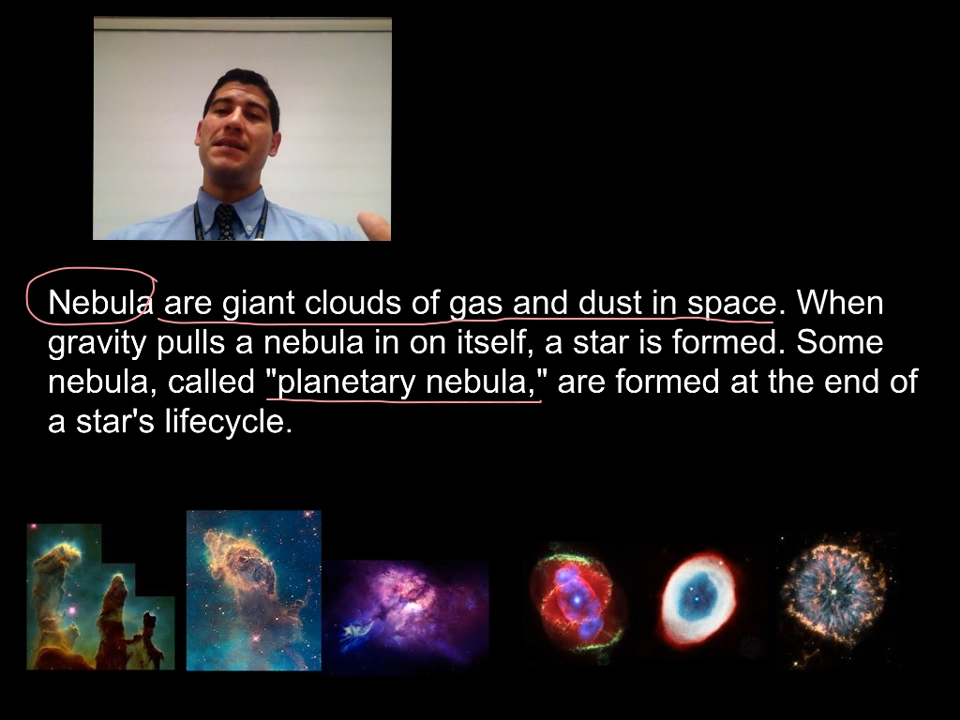 Nebula are giant clouds of gas and dust in space. When
gravity pulls a nebula in on itself, a star is formed. Some
nebula, called "planetary nebula," are formed at the end of
a star's lifecycle.